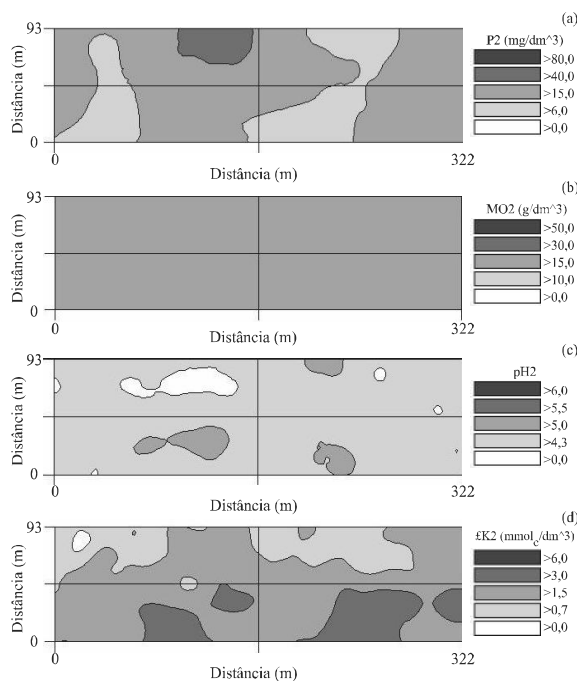 (a)
P2 (mg/dm^3)
>80,0
>40,0
>15,0
>6,0
>0,0
93
0
0
322
Distância (m)
Distância (m)
(b)
MO2 (g/dm^3)
>50,0
>30,0
>15,0
>10,0
>0,0
93
0
0
322
Distância (m)
Distância (m)
(c)
pH2
>6,0
>5,5
>5,0
>4,3
>0,0
93
0
0
322
Distância (m)
Distância (m)
(d)
£K2 (mmolc/dm^3)
>6,0
>3,0
>1,5
>0,7
>0,0
93
0
0
322
Distância (m)
Distância (m)